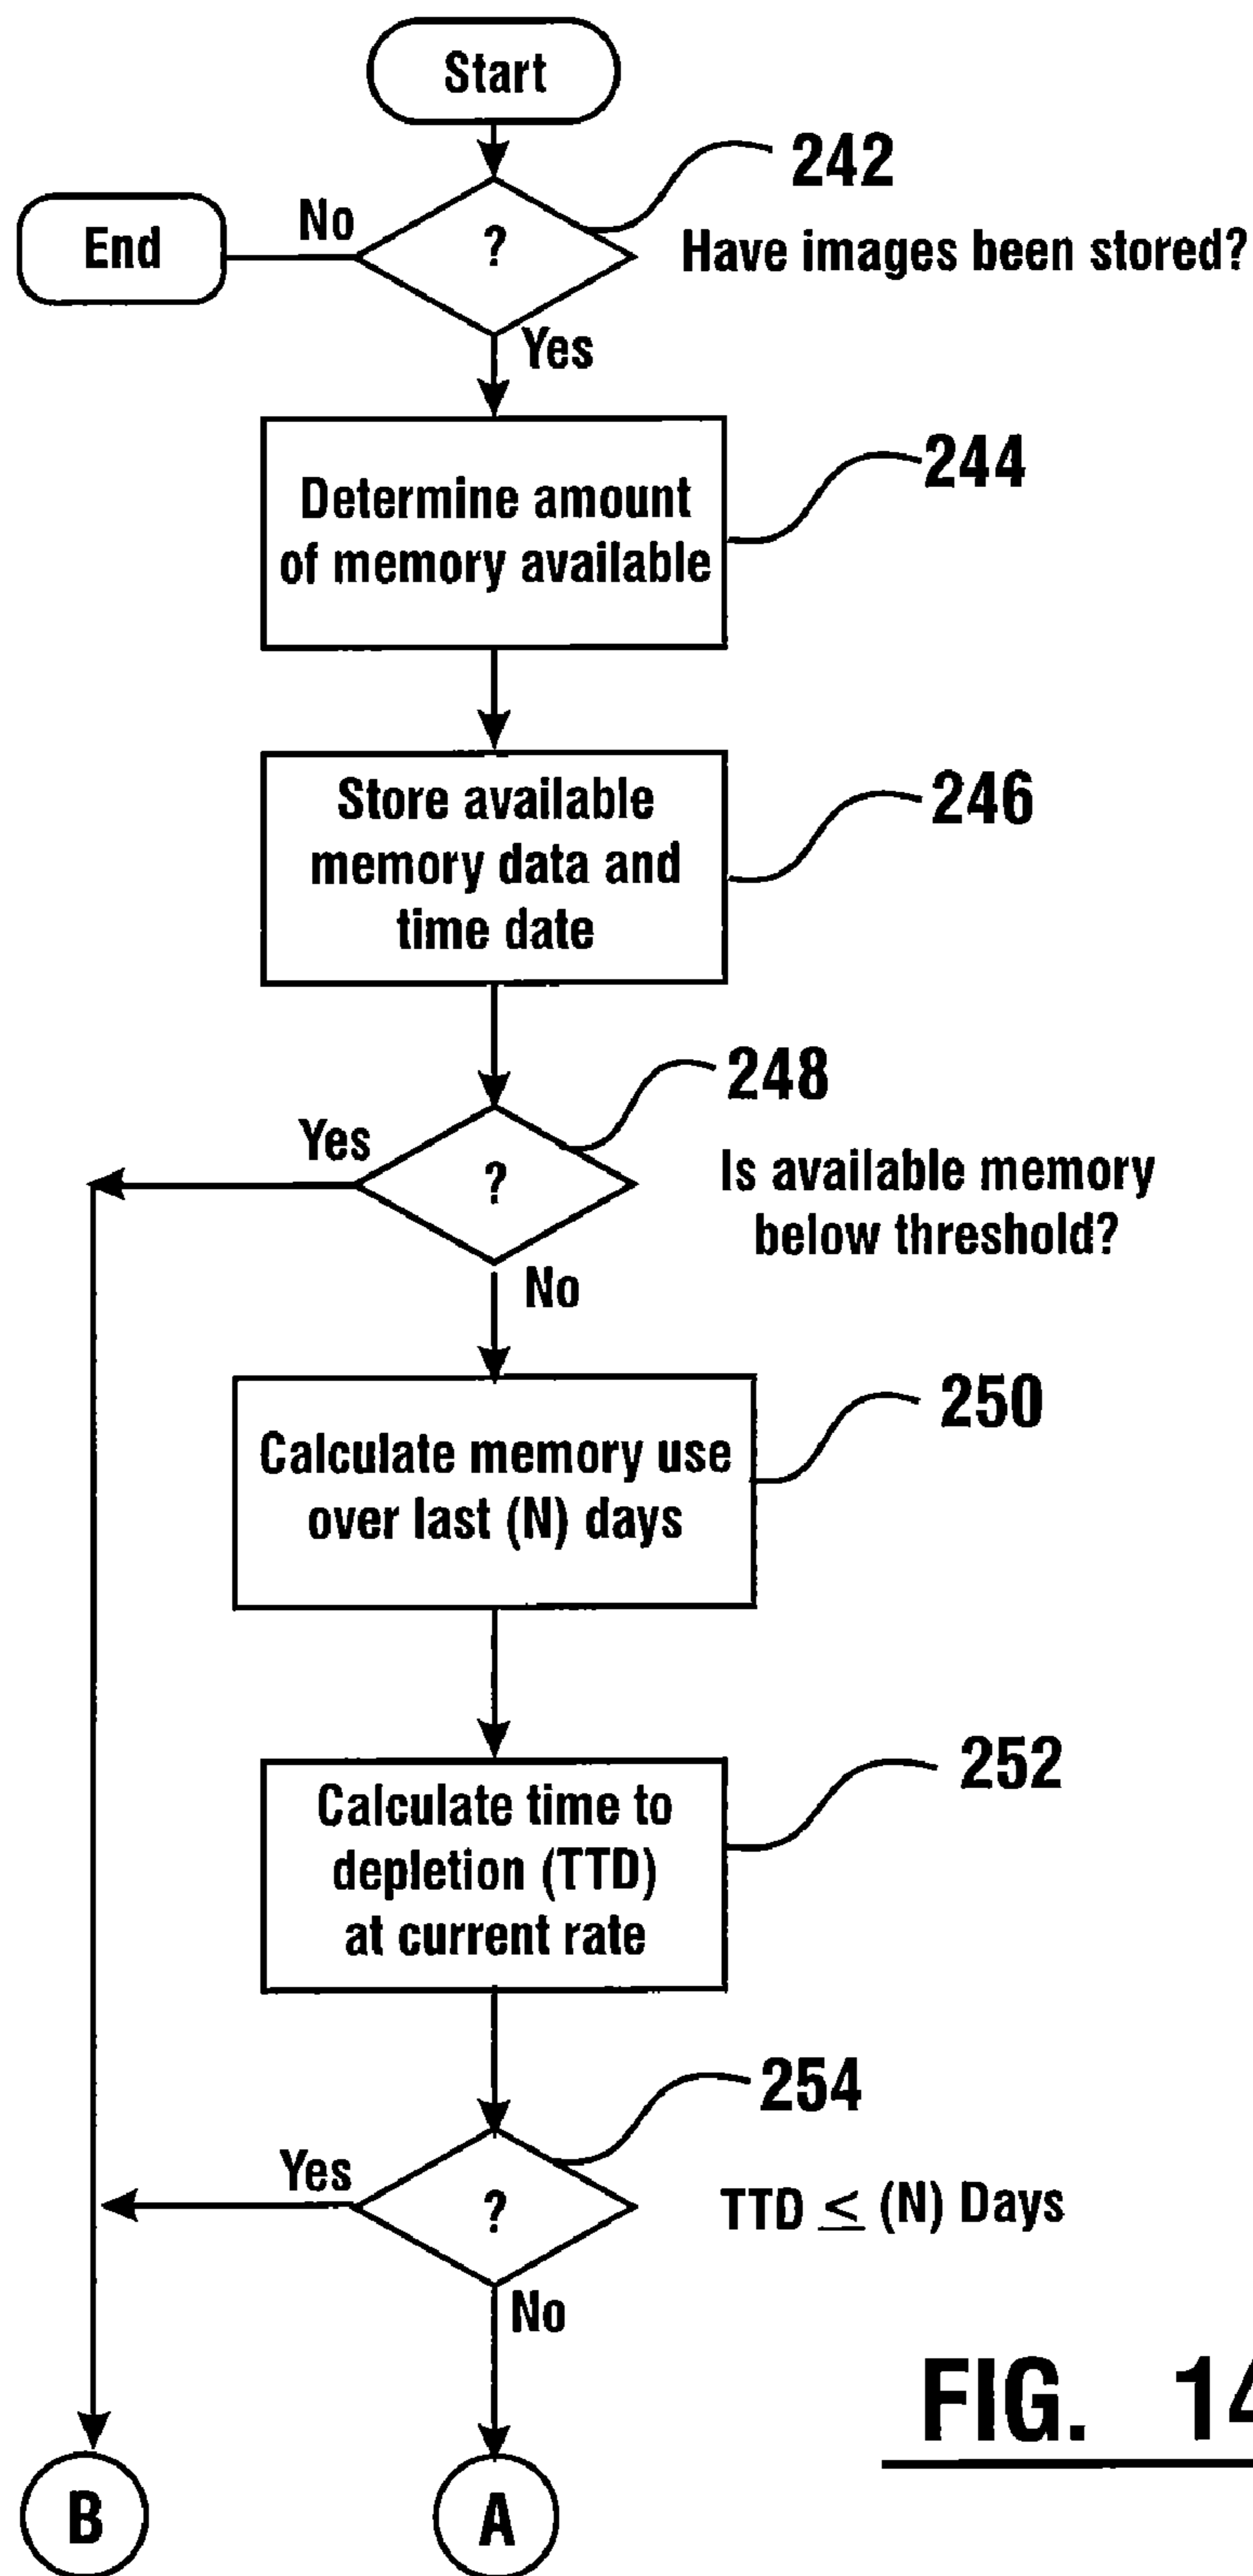 Start
242
End
No
?
Have images been stored?
Yes
Determine amount
of memory available
244
Store available
memory data and
time date
246
248
Yes
?
Is available memory
below threshold?
No
Calculate memory use
over last (N) days
250
Calculate time to
depletion (TTD)
at current rate
252
254
Yes
?
TTD ≤ (N) Days
No
FIG. 14
B
A